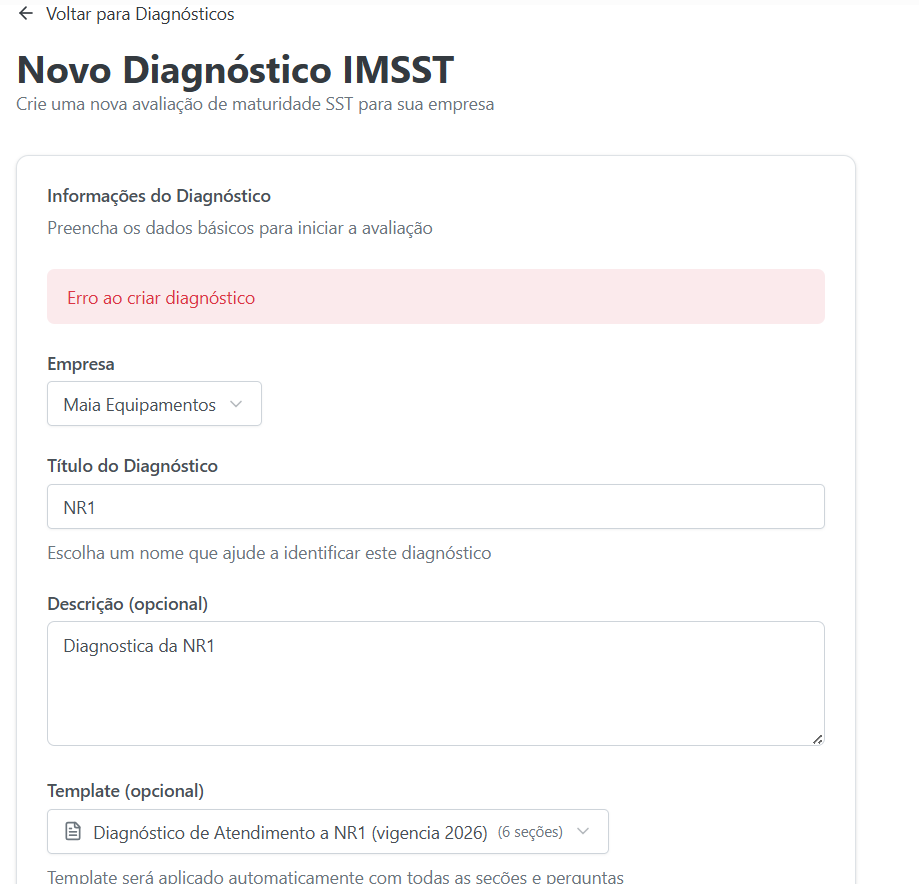 Voltar para Diagnósticos
Novo Diagnóstico IMSST
Crie uma nova avaliação de maturidade SST para sua empresa
Informações do Diagnóstico
Preencha os dados básicos para iniciar a avaliação
Erro ao criar diagnóstico
Empresa
Maia Equipamentos
Título do Diagnóstico
NR1
Escolha um nome que ajude a identificar este diagnóstico
Descrição (opcional)
Diagnostica da NR1
Template (opcional)
Diagnóstico de Atendimento a NR1 (vigencia 2026) (6 seções)
Template será aplicado automaticamente com todas as seções e perguntas